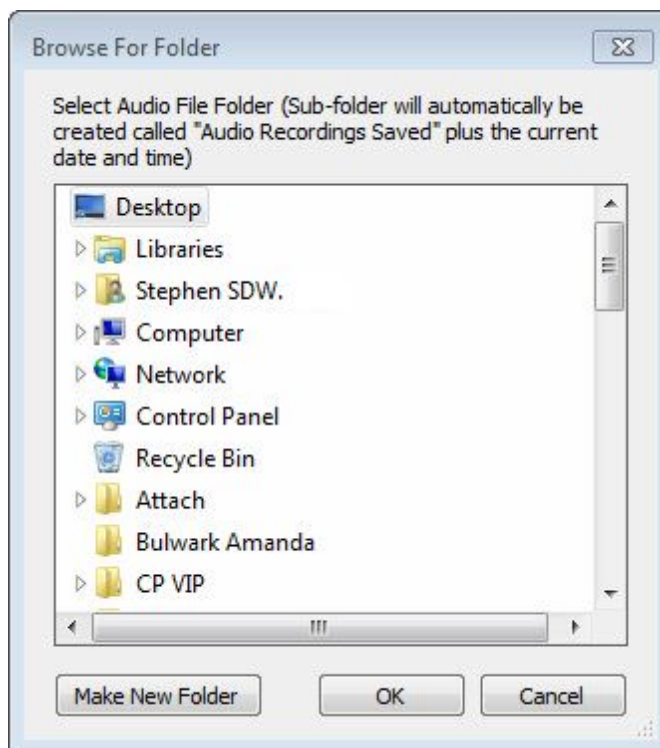 Browse For Folder
Select Audio File Folder (Sub-folder will automatically be
created called "Audio Recordings Saved" plus the current
date and time)
Desktop
Libraries
Stephen SDW.
Computer
Network
Control Panel
Recycle Bin
Attach
Bulwark Amanda
CP VIP
Make New Folder OK Cancel